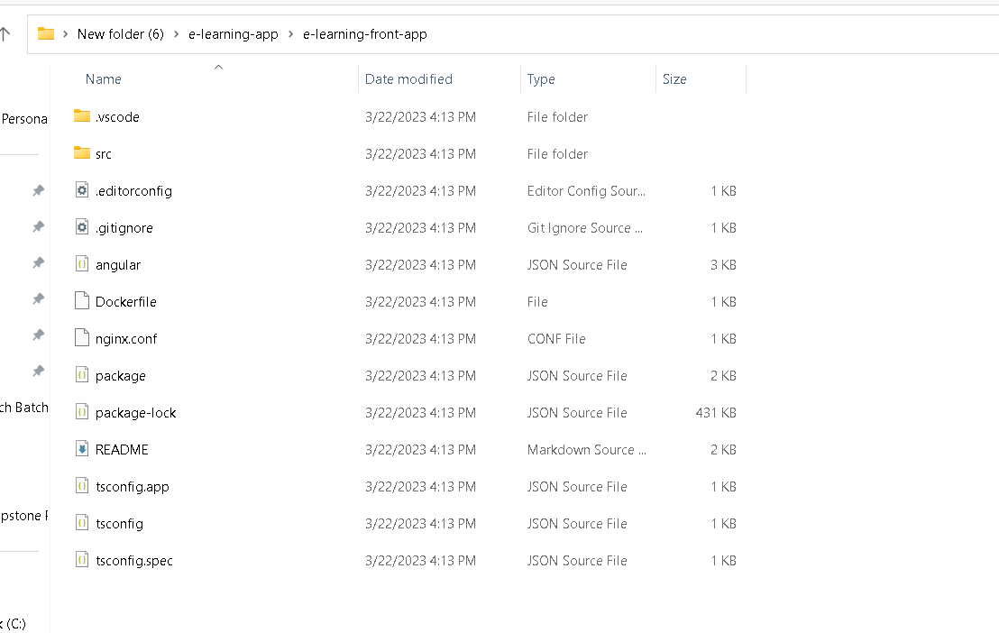 New folder (6) > e-learning-app > e-learning-front-app
Name Date modified Type Size
.vscode 3/22/2023 4:13 PM File folder
Persona
src 3/22/2023 4:13 PM File folder
.editorconfig 3/22/2023 4:13 PM Editor Config Sour... 1 KB
.gitignore 3/22/2023 4:13 PM Git Ignore Source ... 1 KB
angular 3/22/2023 4:13 PM JSON Source File 3 KB
Dockerfile 3/22/2023 4:13 PM File 1 KB
nginx.conf 3/22/2023 4:13 PM CONF File 1 KB
package 3/22/2023 4:13 PM JSON Source File 2 KB
ch Batch
package-lock 3/22/2023 4:13 PM JSON Source File 431 KB
README 3/22/2023 4:13 PM Markdown Source ... 2 KB
tsconfig.app 3/22/2023 4:13 PM JSON Source File 1 KB
pstone P
tsconfig 3/22/2023 4:13 PM JSON Source File 1 KB
tsconfig.spec 3/22/2023 4:13 PM JSON Source File 1 KB
k (C:)